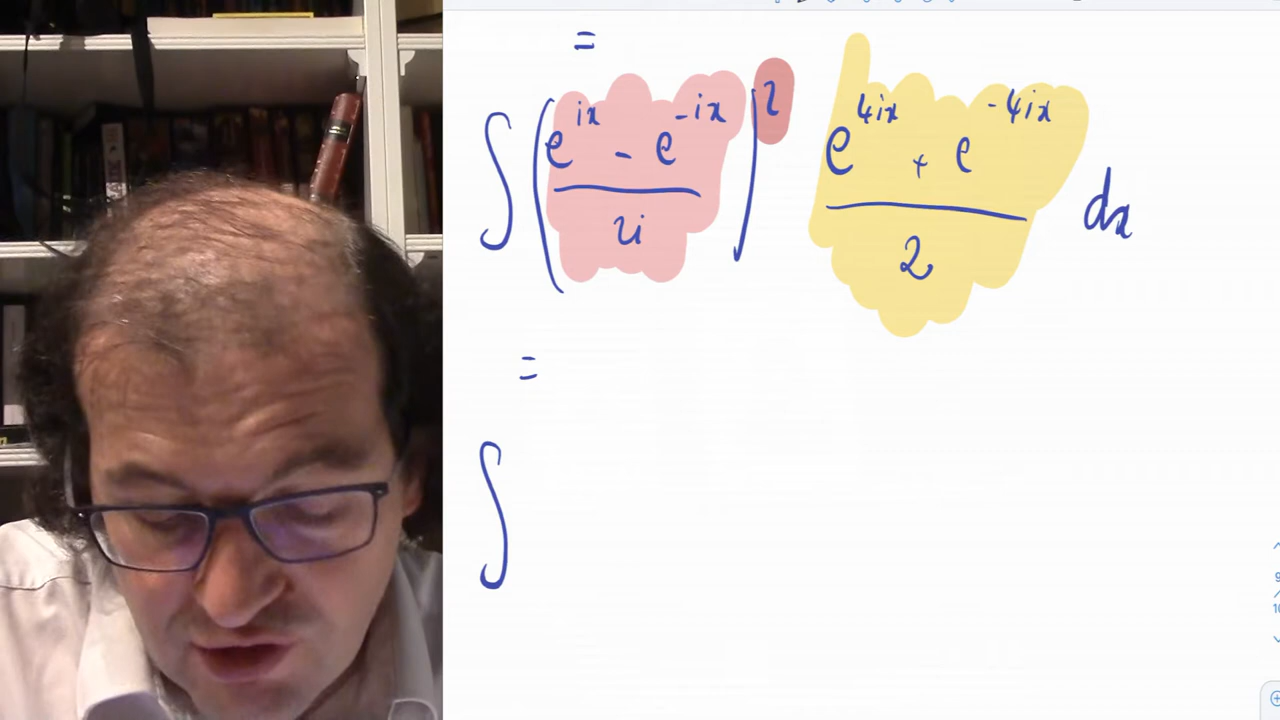 =
∫ ( (e^{ix} - e^{-ix}) / 2i )^2 (e^{4ix} + e^{-4ix}) / 2 dx
=
∫